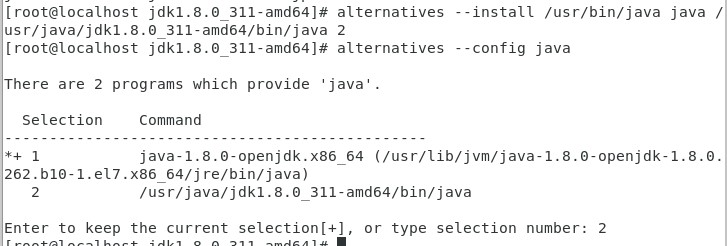 [root@localhost jdk1.8.0_311-amd64]# alternatives --install /usr/bin/java java /
usr/java/jdk1.8.0_311-amd64/bin/java 2
[root@localhost jdk1.8.0_311-amd64]# alternatives --config java
There are 2 programs which provide 'java'.
Selection    Command
-----------------------------------------------
*+ 1           java-1.8.0-openjdk.x86_64 (/usr/lib/jvm/java-1.8.0-openjdk-1.8.0.
262.b10-1.el7.x86_64/jre/bin/java)
2           /usr/java/jdk1.8.0_311-amd64/bin/java
Enter to keep the current selection[+], or type selection number: 2
[root@localhost jdk1.8.0_311-amd64]#